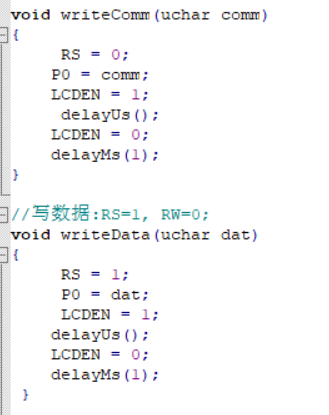 void writeComm(uchar comm)
{
RS = 0;
P0 = comm;
LCDEN = 1;
delayUs();
LCDEN = 0;
delayMs(1);
}
//写数据:RS=1, RW=0;
void writeData(uchar dat)
{
RS = 1;
P0 = dat;
LCDEN = 1;
delayUs();
LCDEN = 0;
delayMs(1);
}